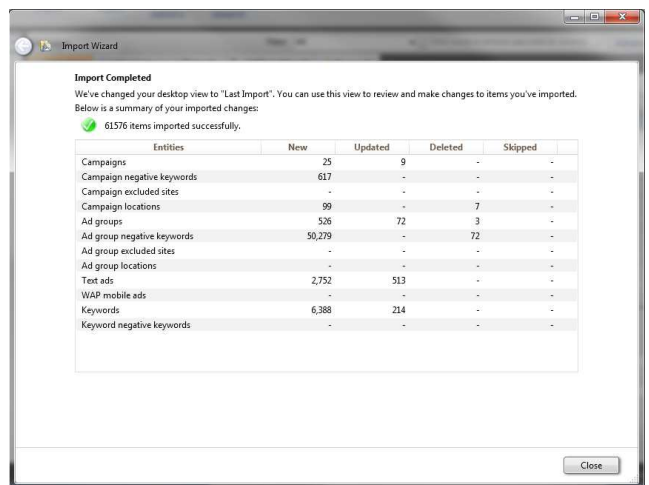 Import Wizard
Import Completed
We've changed your desktop view to "Last Import". You can use this view to review and make changes to items you've imported.
Below is a summary of your imported changes:
61576 items imported successfully.
Entities New Updated Deleted Skipped
Campaigns 25 9 - -
Campaign negative keywords 617 - - -
Campaign excluded sites - - - -
Campaign locations 99 - 7 -
Ad groups 526 72 3 -
Ad group negative keywords 50,279 - 72 -
Ad group excluded sites - - - -
Ad group locations - - - -
Text ads 2,752 513 - -
WAP mobile ads - - - -
Keywords 6,388 214 - -
Keyword negative keywords - - - -
Close